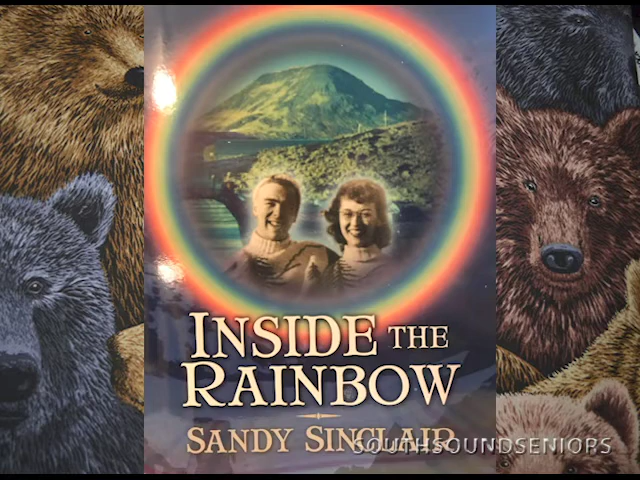 INSIDE THE
RAINBOW
SANDY SINCLAIR
SOUTHSOUNDSENIORS